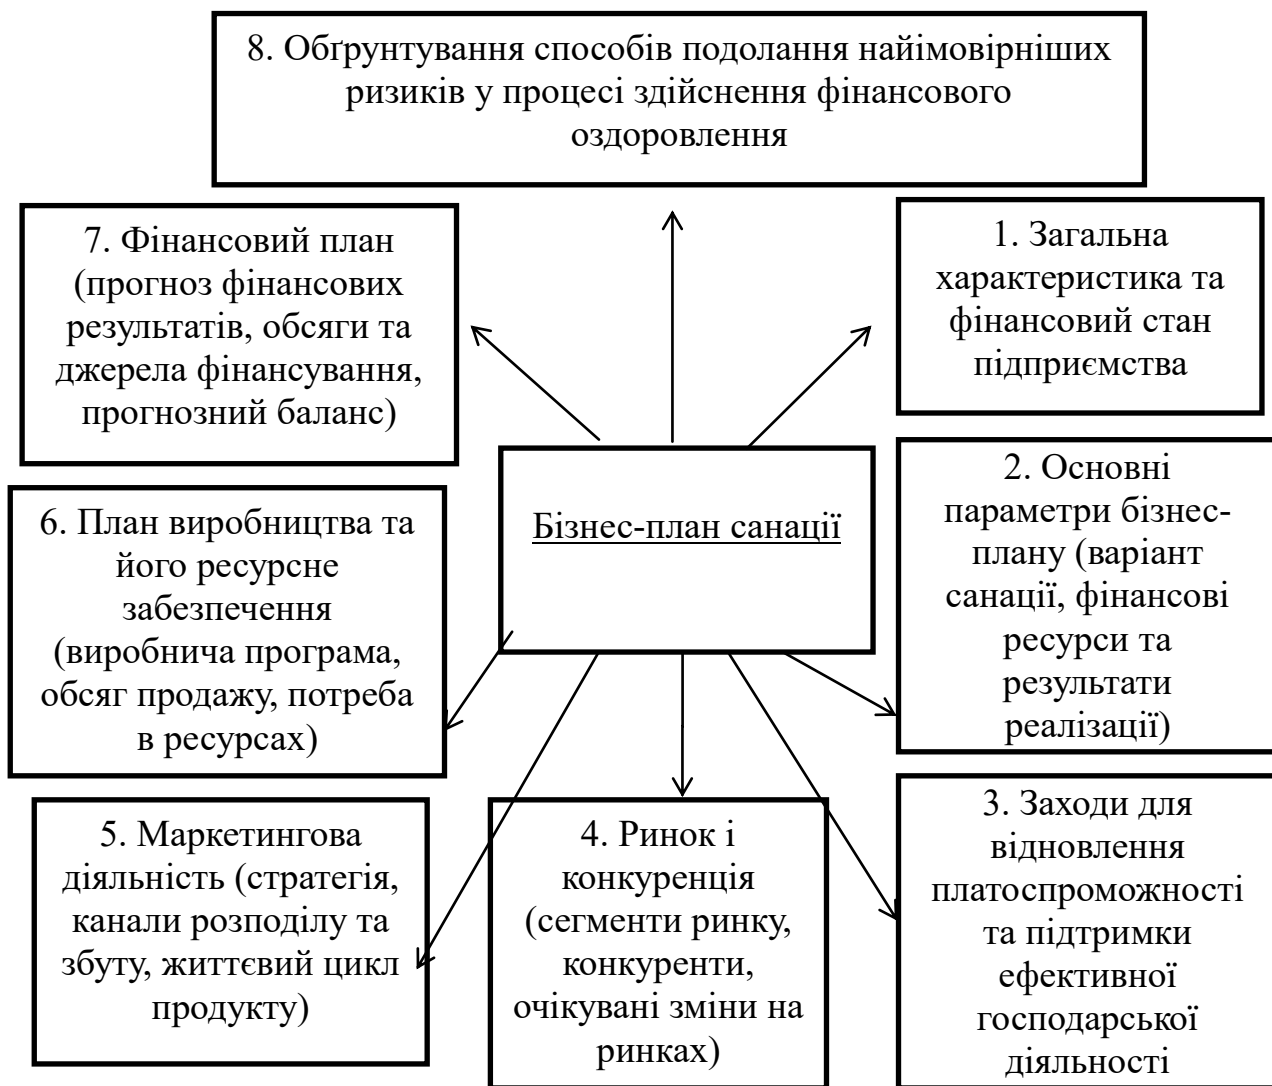 8. Обґрунтування способів подолання найімовірніших
ризиків у процесі здійснення фінансового
оздоровлення
7. Фінансовий план
(прогноз фінансових
результатів, обсяги та
джерела фінансування,
прогнозний баланс)
1. Загальна
характеристика та
фінансовий стан
підприємства
Бізнес-план санації
2. Основні
параметри бізнес-
плану (варіант
санації, фінансові
ресурси та
результати
реалізації)
6. План виробництва та
його ресурсне
забезпечення
(виробнича програма,
обсяг продажу, потреба
в ресурсах)
5. Маркетингова
діяльність (стратегія,
канали розподілу та
збуту, життєвий цикл
продукту)
4. Ринок і
конкуренція
(сегменти ринку,
конкуренти,
очікувані зміни на
ринках)
3. Заходи для
відновлення
платоспроможності
та підтримки
ефективної
господарської
діяльності